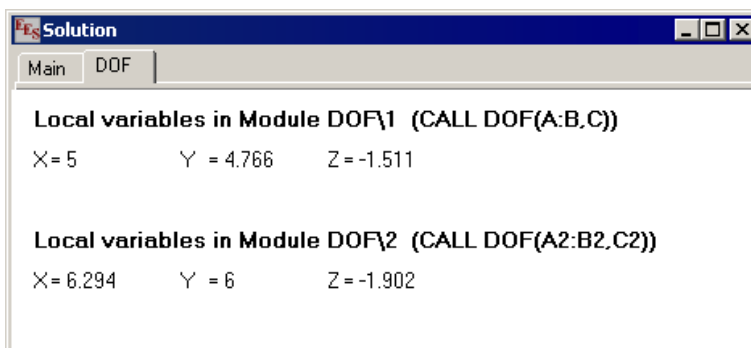 EES Solution
Main DOF
Local variables in Module DOF\1 (CALL DOF(A:B,C))
X = 5 Y = 4.766 Z = -1.511
Local variables in Module DOF\2 (CALL DOF(A2:B2,C2))
X = 6.294 Y = 6 Z = -1.902